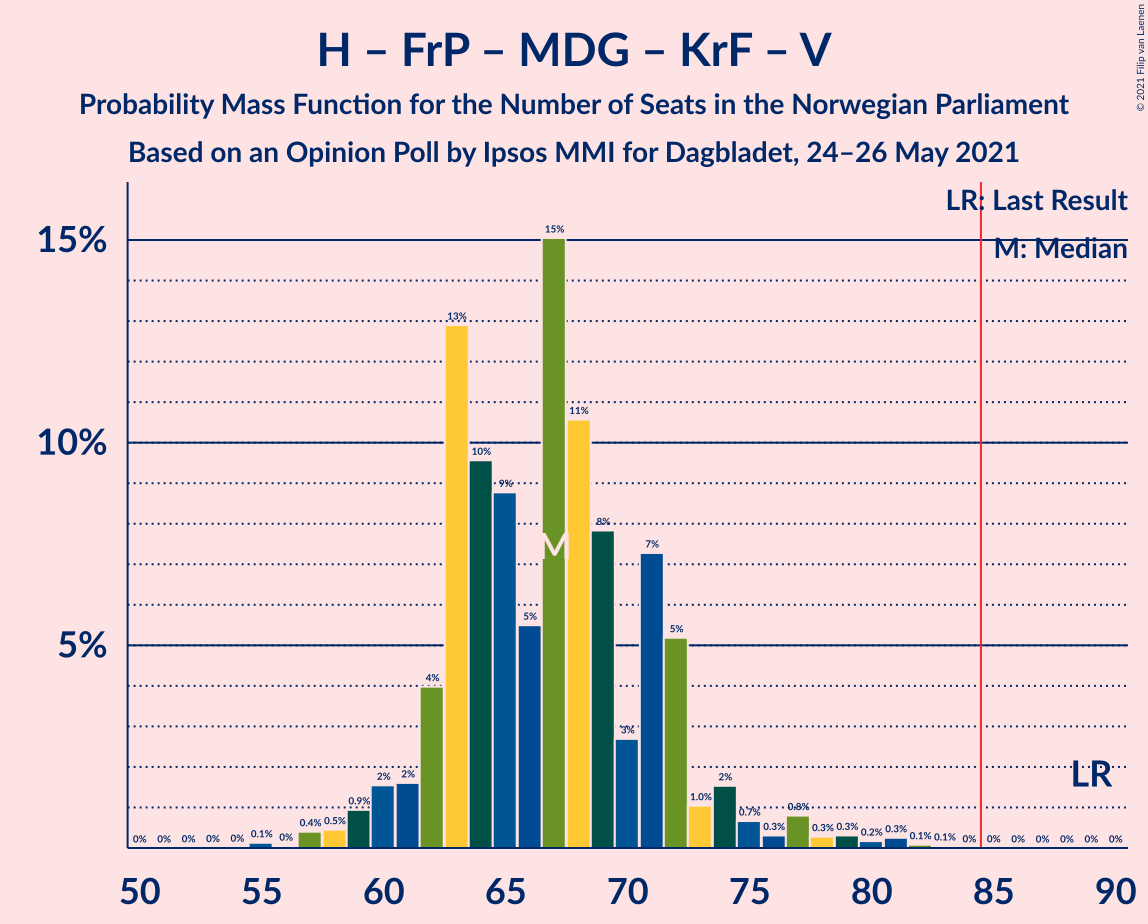 H – FrP – MDG – KrF – V
Probability Mass Function for the Number of Seats in the Norwegian Parliament
Based on an Opinion Poll by Ipsos MMI for Dagbladet, 24–26 May 2021
© 2021 Filip van Laenen
LR: Last Result
M: Median
15%
10%
5%
0% 0% 0% 0% 0% 0.1% 0% 0.4% 0.5% 0.9% 2% 2% 4% 13% 10% 9% 5% 15% 11% 8% 3% 7% 5% 1.0% 2% 0.7% 0.3% 0.8% 0.3% 0.3% 0.2% 0.3% 0.1% 0.1% 0% 0% 0% 0% 0% 0% 0%
M
LR
50 55 60 65 70 75 80 85 90